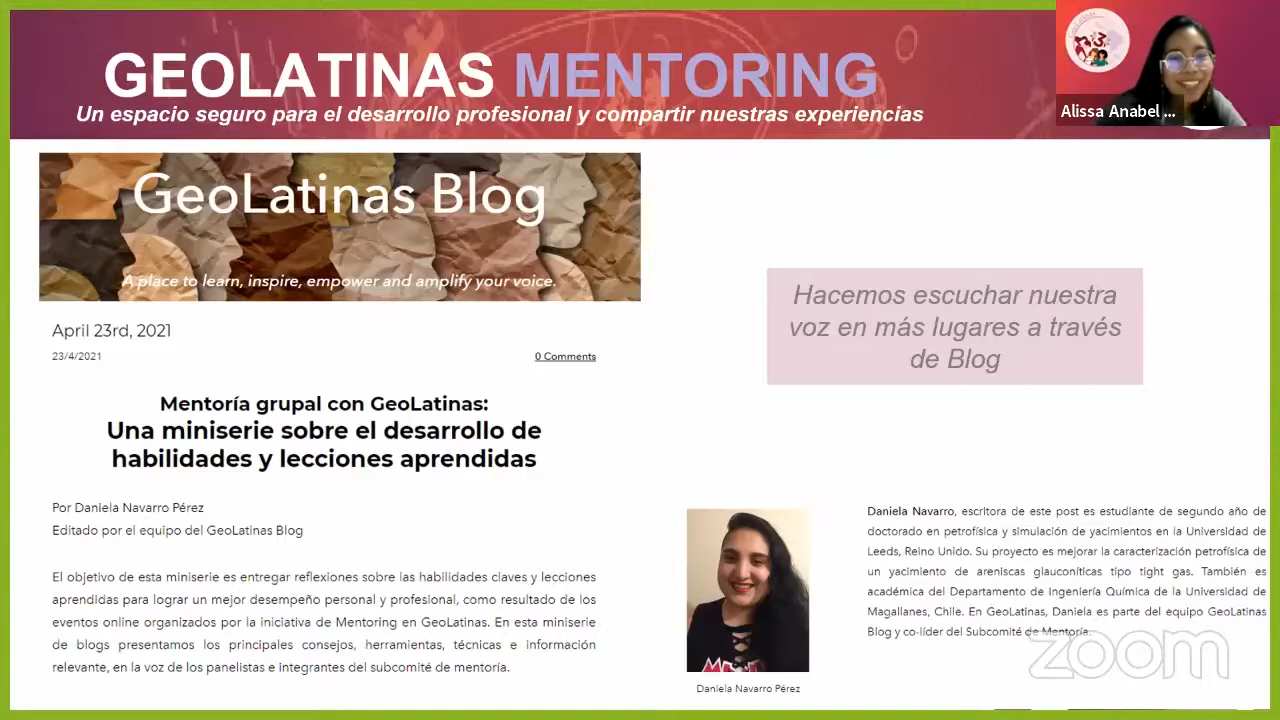 GEOLATINAS MENTORING
Un espacio seguro para el desarrollo profesional y compartir nuestras experiencias
Alissa Anabel ...
GeoLatinas Blog
A place to learn, inspire, empower and amplify your voice.
April 23rd, 2021
23/4/2021
0 Comments
Mentoría grupal con GeoLatinas:
Una miniserie sobre el desarrollo de
habilidades y lecciones aprendidas
Por Daniela Navarro Pérez
Editado por el equipo del GeoLatinas Blog
El objetivo de esta miniserie es entregar reflexiones sobre las habilidades claves y lecciones
aprendidas para lograr un mejor desempeño personal y profesional, como resultado de los
eventos online organizados por la iniciativa de Mentoring en GeoLatinas. En esta miniserie
de blogs presentamos los principales consejos, herramientas, técnicas e información
relevante, en la voz de los panelistas e integrantes del subcomité de mentoría.
Hacemos escuchar nuestra
voz en más lugares a través
de Blog
Daniela Navarro, escritora de este post es estudiante de segundo año de
doctorado en petrofísica y simulación de yacimientos en la Universidad de
Leeds, Reino Unido. Su proyecto es mejorar la caracterización petrofísica de
un yacimiento de areniscas glauconíticas tipo tight gas. También es
académica del Departamento de Ingeniería Química de la Universidad de
Magallanes, Chile. En GeoLatinas, Daniela es parte del equipo GeoLatinas
Blog y co-líder del Subcomité de Mentoría.
Daniela Navarro Pérez
zoom